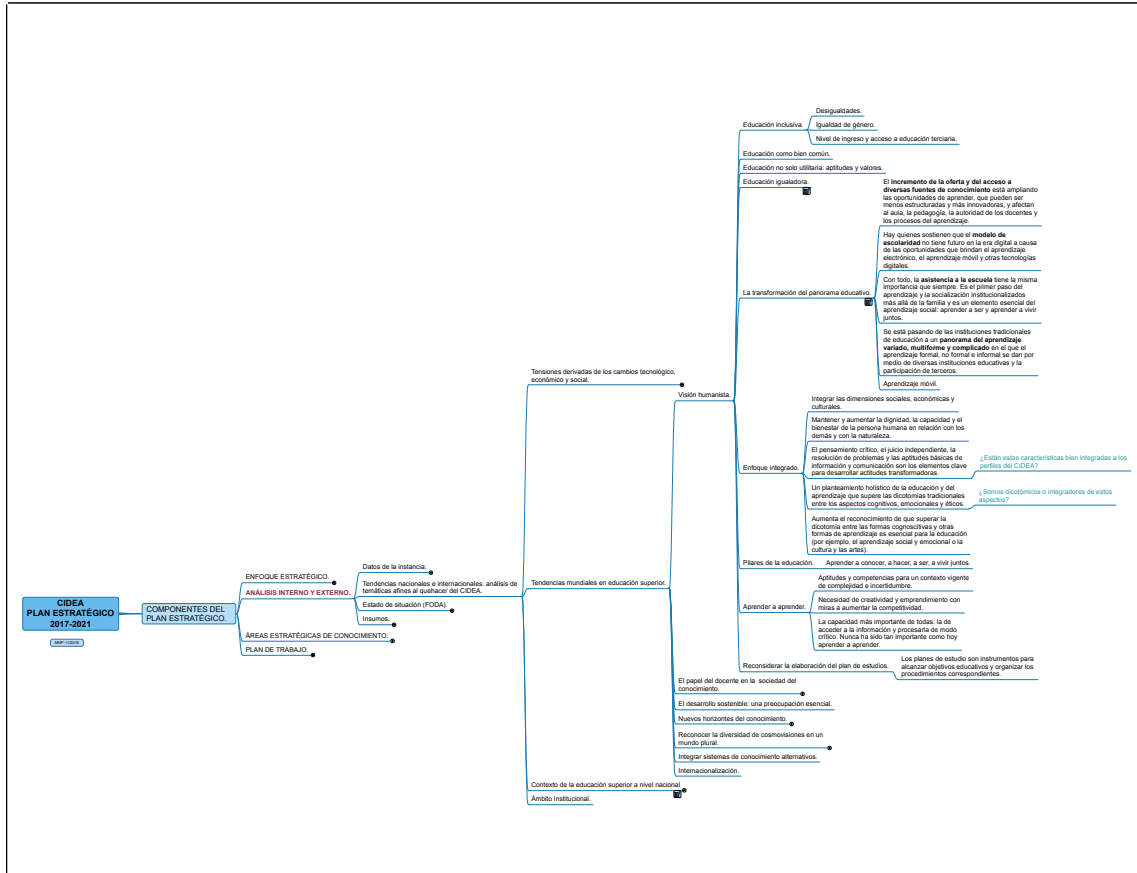 CIDEA
PLAN ESTRATÉGICO
2017-2021
COMPONENTES DEL
PLAN ESTRATÉGICO.
ENFOQUE ESTRATÉGICO.
ANÁLISIS INTERNO Y EXTERNO.
Datos de la instancia:
Tendencias nacionales e internacionales: análisis de
temáticas afines al quehacer del CIDEA.
Tensiones derivadas de los cambios tecnológico,
económico y social.
Tendencias mundiales en educación superior.
Visión humanista.
Educación inclusiva.
Desigualdades.
Igualdad de género.
Nivel de ingreso y acceso a educación terciaria.
Educación como bien común.
Educación no solo utilitaria: aptitudes y valores.
Educación igualadora.
La transformación del panorama educativo.
El incremento de la oferta y del acceso a
diversas fuentes de conocimiento está ampliando
las oportunidades de aprender, que pueden ser
menos estructuradas y más innovadoras, y afectan
al aula, la pedagogía, la autoridad de los docentes y
los procesos del aprendizaje.
Hay quienes sostienen que el modelo de
escolaridad no tiene futuro en la era digital a causa
de las oportunidades que brindan el aprendizaje
electrónico, el aprendizaje móvil y otras tecnologías
digitales.
Con todo, la asistencia a la escuela tiene la misma
importancia que siempre. Es el primer paso del
aprendizaje y la socialización institucionalizados
más allá de la familia y es un elemento esencial del
aprendizaje social: aprender a ser y aprender a vivir
juntos.
Se está pasando de las instituciones tradicionales
de educación a un panorama del aprendizaje
variado, multiforme y complicado en el que el
aprendizaje formal, no formal e informal se dan por
medio de diversas instituciones educativas y la
participación de terceros.
Aprendizaje móvil.
Enfoque integrado.
Integrar las dimensiones sociales, económicas y
culturales.
Mantener y aumentar la dignidad, la capacidad y el
bienestar de la persona humana en relación con los
demás y con la naturaleza.
El pensamiento crítico, el juicio independiente, la
resolución de problemas y las aptitudes básicas de
información y comunicación son los elementos clave
para desarrollar actitudes transformadoras.
¿Están estas características bien integradas a los
perfiles del CIDEA?
Un planteamiento holístico de la educación y del
aprendizaje que supere las dicotomías tradicionales
entre los aspectos cognitivos, emocionales y éticos.
¿Somos dicotómicos o integradores de estos
aspectos?
Aumenta el reconocimiento de que superar la
dicotomía entre las formas cognoscitivas y otras
formas de aprendizaje es esencial para la educación
(por ejemplo, el aprendizaje social y emocional o la
cultura y las artes).
Pilares de la educación.
Aprender a conocer, a hacer, a ser, a vivir juntos.
Aprender a aprender.
Aptitudes y competencias para un contexto vigente
de complejidad e incertidumbre.
Necesidad de creatividad y emprendimiento con
miras a aumentar la competitividad.
La capacidad más importante de todas: la de
acceder a la información y procesarla de modo
crítico. Nunca ha sido tan importante como hoy
aprender a aprender.
Reconsiderar la elaboración del plan de estudios.
Los planes de estudio son instrumentos para
alcanzar objetivos educativos y organizar los
procedimientos correspondientes.
El papel del docente en la sociedad del
conocimiento.
El desarrollo sostenible: una preocupación esencial.
Nuevos horizontes del conocimiento.
Reconocer la diversidad de cosmovisiones en un
mundo plural.
Integrar sistemas de conocimiento alternativos.
Internacionalización.
Contexto de la educación superior a nivel nacional
Ámbito Institucional.
Estado de situación (FODA).
Insumos.
ÁREAS ESTRATÉGICAS DE CONOCIMIENTO.
PLAN DE TRABAJO.